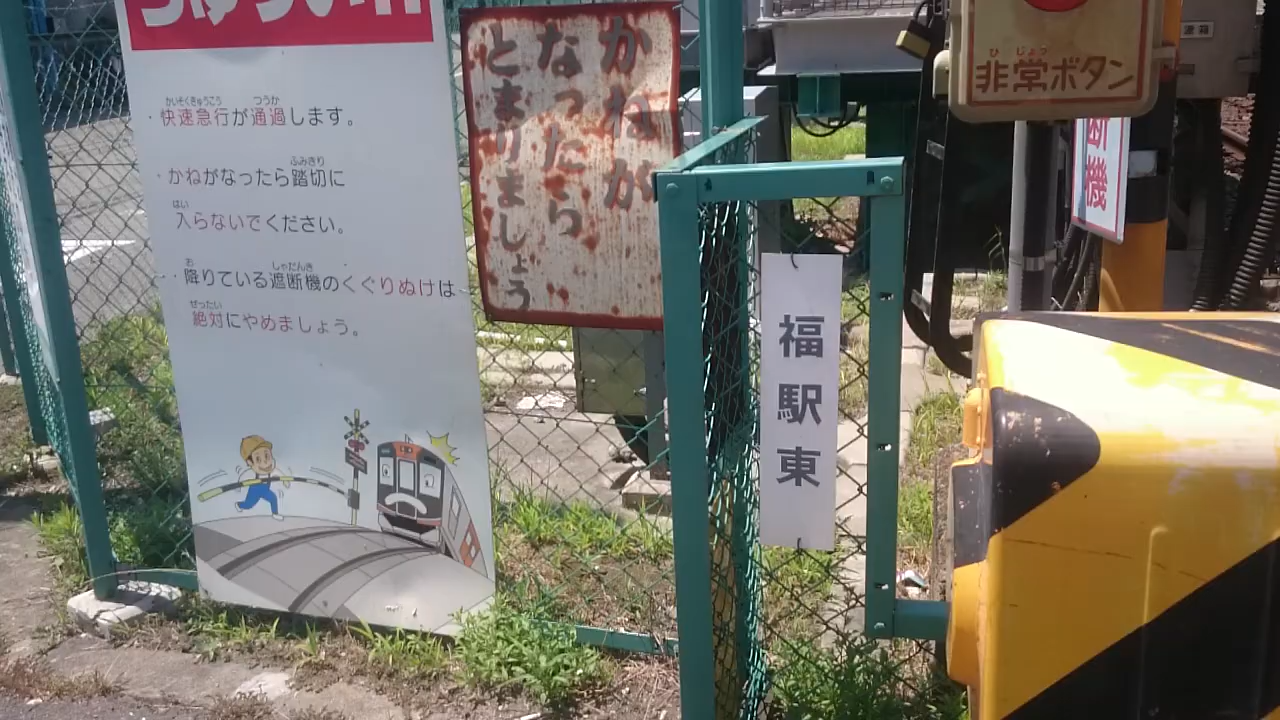 快速急行が通過します。
かねがなったら踏切に
入らないでください。
降りている遮断機のくぐりぬけは
絶対にやめましょう。
かねが
なったら
とまりましょう
福駅東
非常ボタン
断機